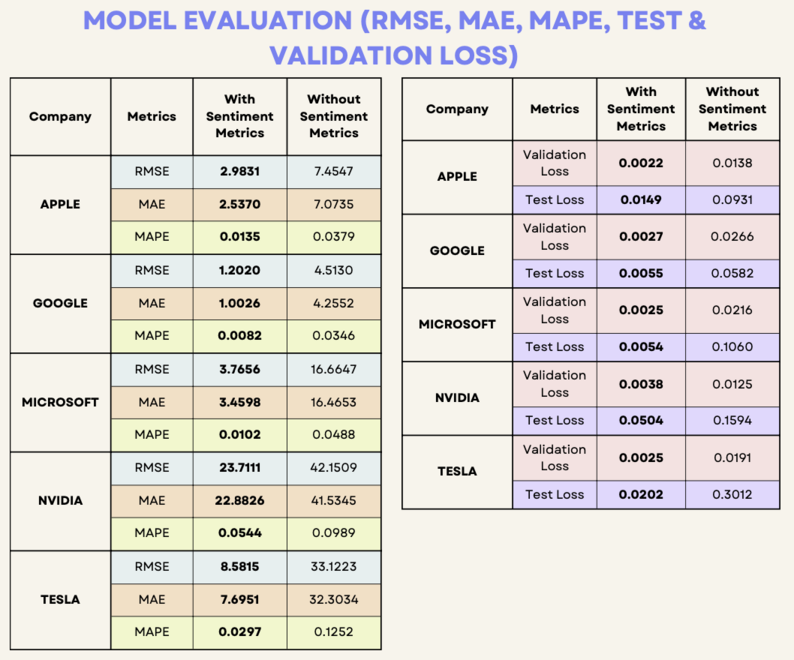 MODEL EVALUATION (RMSE, MAE, MAPE, TEST &
VALIDATION LOSS)
Company Metrics With Sentiment Metrics Without Sentiment Metrics
APPLE
RMSE 2.9831 7.4547
MAE 2.5370 7.0735
MAPE 0.0135 0.0379
GOOGLE
RMSE 1.2020 4.5130
MAE 1.0026 4.2552
MAPE 0.0082 0.0346
MICROSOFT
RMSE 3.7656 16.6647
MAE 3.4598 16.4653
MAPE 0.0102 0.0488
NVIDIA
RMSE 23.7111 42.1509
MAE 22.8826 41.5345
MAPE 0.0544 0.0989
TESLA
RMSE 8.5815 33.1223
MAE 7.6951 32.3034
MAPE 0.0297 0.1252
Company Metrics With Sentiment Metrics Without Sentiment Metrics
APPLE
Validation Loss 0.0022 0.0138
Test Loss 0.0149 0.0931
GOOGLE
Validation Loss 0.0027 0.0266
Test Loss 0.0055 0.0582
MICROSOFT
Validation Loss 0.0025 0.0216
Test Loss 0.0054 0.1060
NVIDIA
Validation Loss 0.0038 0.0125
Test Loss 0.0504 0.1594
TESLA
Validation Loss 0.0025 0.0191
Test Loss 0.0202 0.3012